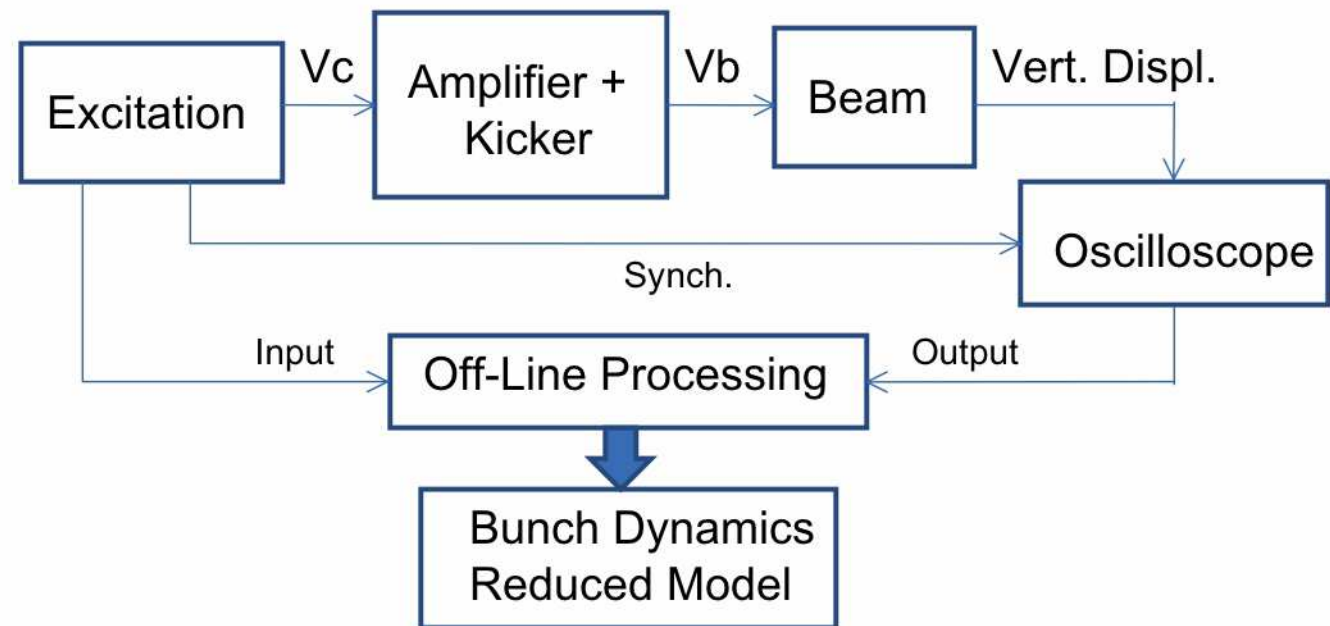 Excitation
Vc
Amplifier +
Kicker
Vb
Beam
Vert. Displ.
Oscilloscope
Synch.
Input
Off-Line Processing
Output
Bunch Dynamics
Reduced Model